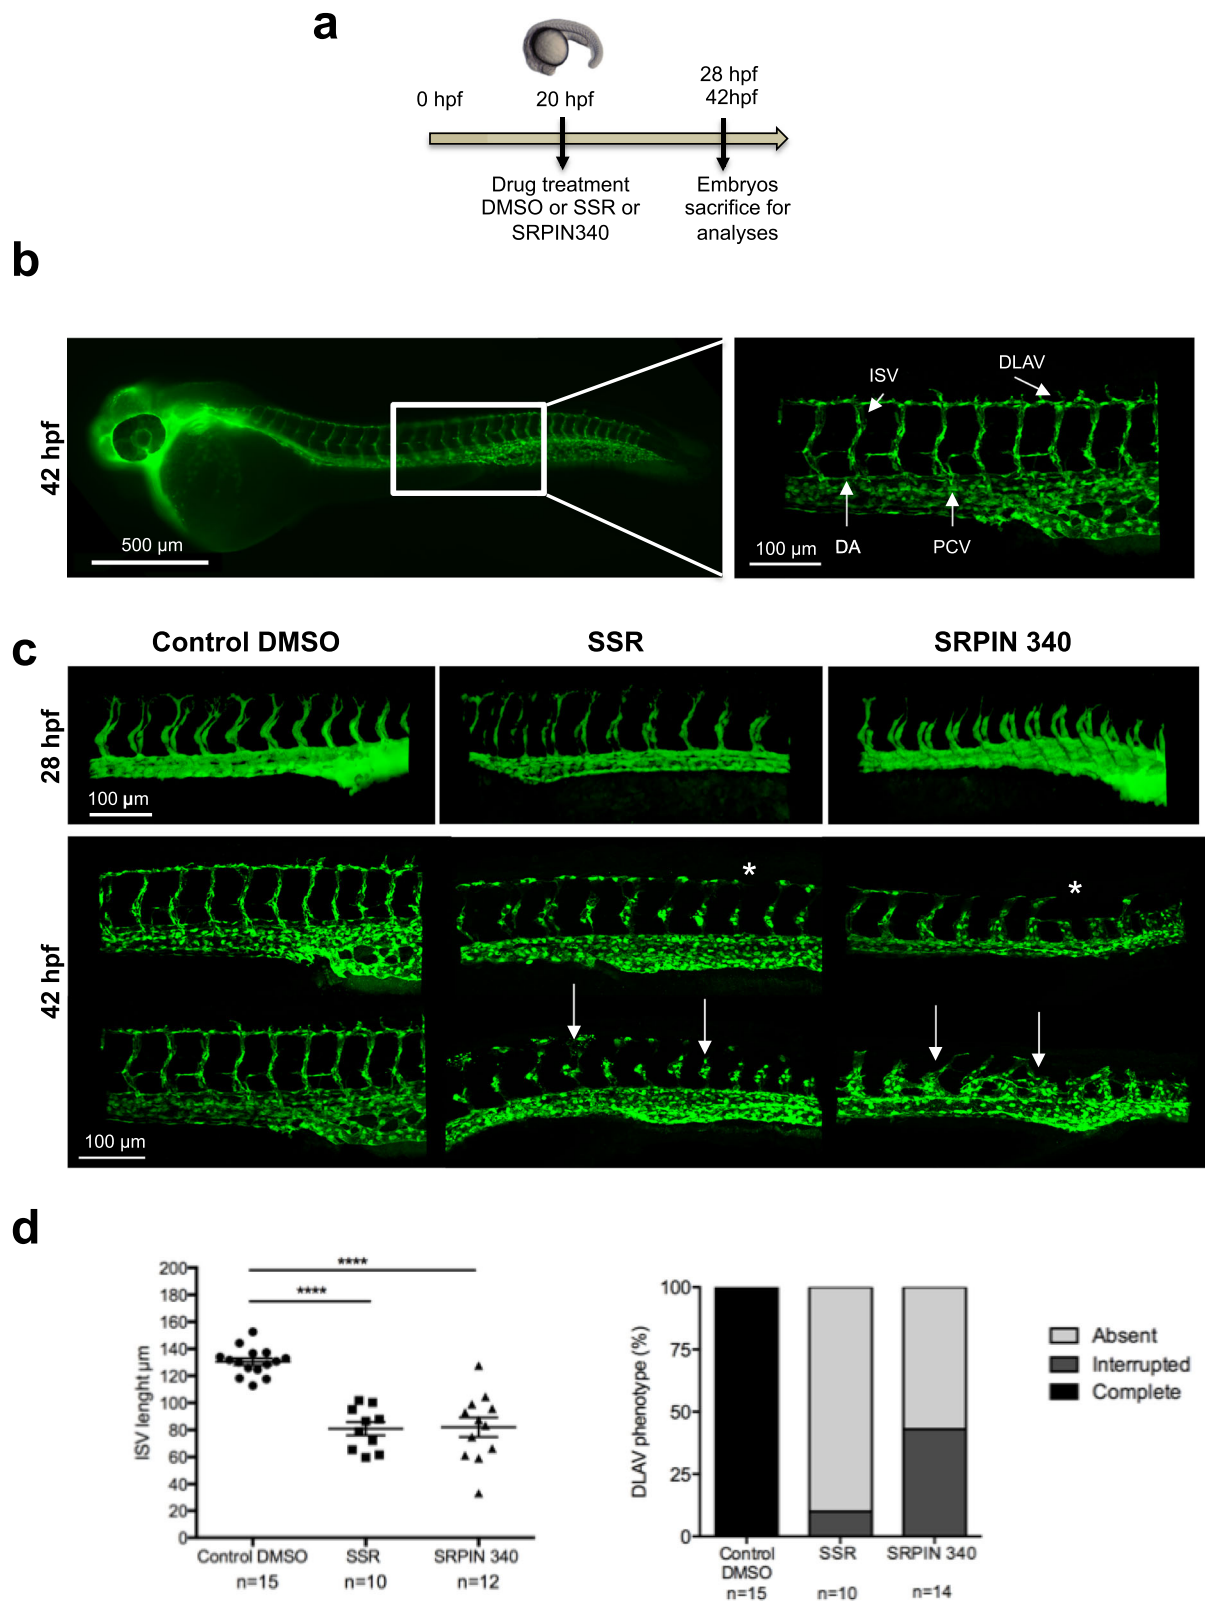 a
28 hpf
0 hpf 20 hpf 42hpf
Drug treatment
DMSO or SSR or
SRPIN340
Embryos
sacrifice for
analyses
b
42 hpf
500 µm
ISV
DLAV
DA
PCV
100 µm
c
Control DMSO SSR SRPIN 340
28 hpf
100 µm
42 hpf
*
*
100 µm
d
****
****
ISV lenght µm
200
180
160
140
120
100
80
60
40
20
0
Control DMSO SSR SRPIN 340
n=15 n=10 n=12
DLAV phenotype (%)
100
75
50
25
0
Control
DMSO
n=15
SSR
n=10
SRPIN 340
n=14
Absent
Interrupted
Complete